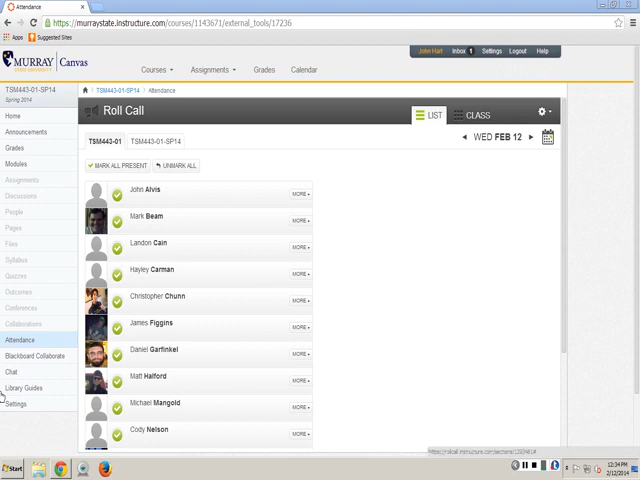 Attendance
https://murraystate.instructure.com/courses/1143671/external_tools/17236
Apps Suggested Sites
John Hart Inbox 1 Settings Logout Help
MURRAY Canvas
STATE UNIVERSITY
Courses Assignments Grades Calendar
TSM443-01-SP14
Spring 2014
TSM443-01-SP14 Attendance
Home
Announcements
Grades
Modules
Assignments
Discussions
People
Pages
Files
Syllabus
Quizzes
Outcomes
Conferences
Collaborations
Attendance
Blackboard Collaborate
Chat
Library Guides
Settings
Roll Call
LIST
CLASS
TSM443-01 TSM443-01-SP14
WED FEB 12
MARK ALL PRESENT UNMARK ALL
John Alvis MORE
Mark Beam MORE
Landon Cain MORE
Hayley Carman MORE
Christopher Chunn MORE
James Figgins MORE
Daniel Garfinkel MORE
Matt Halford MORE
Michael Mangold MORE
Cody Nelson MORE
Start
12:34 PM
2/12/2014